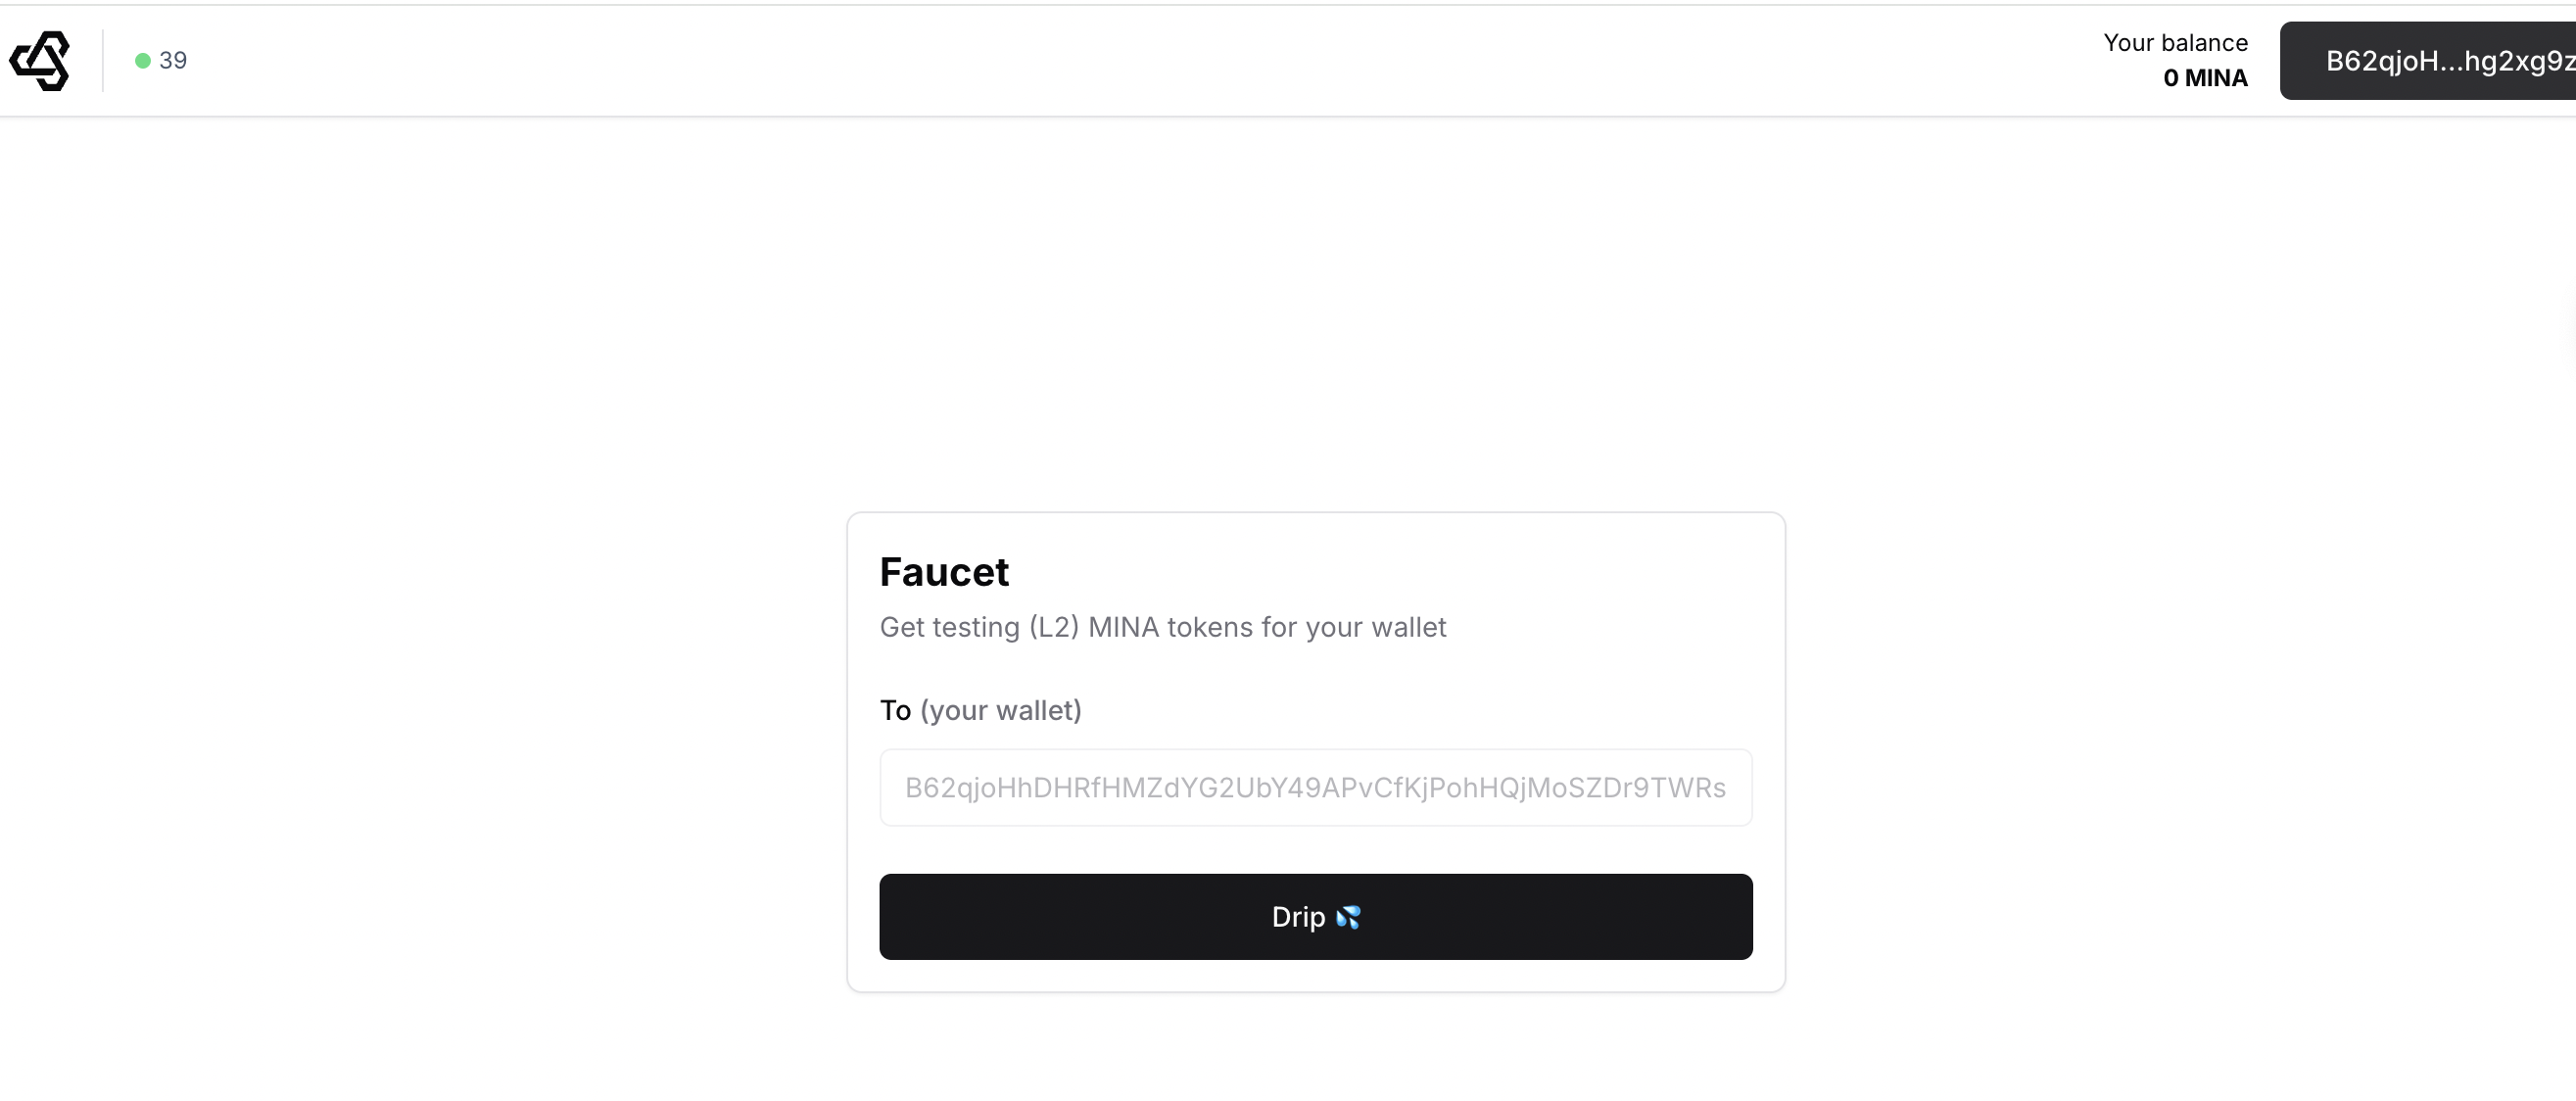 39
Your balance
0 MINA
B62qjoH...hg2xg9z
Faucet
Get testing (L2) MINA tokens for your wallet
To (your wallet)
B62qjoHhDHRfHMZdYG2UbY49APvCfKjPohHQjMoSZDr9TWRs
Drip 💦